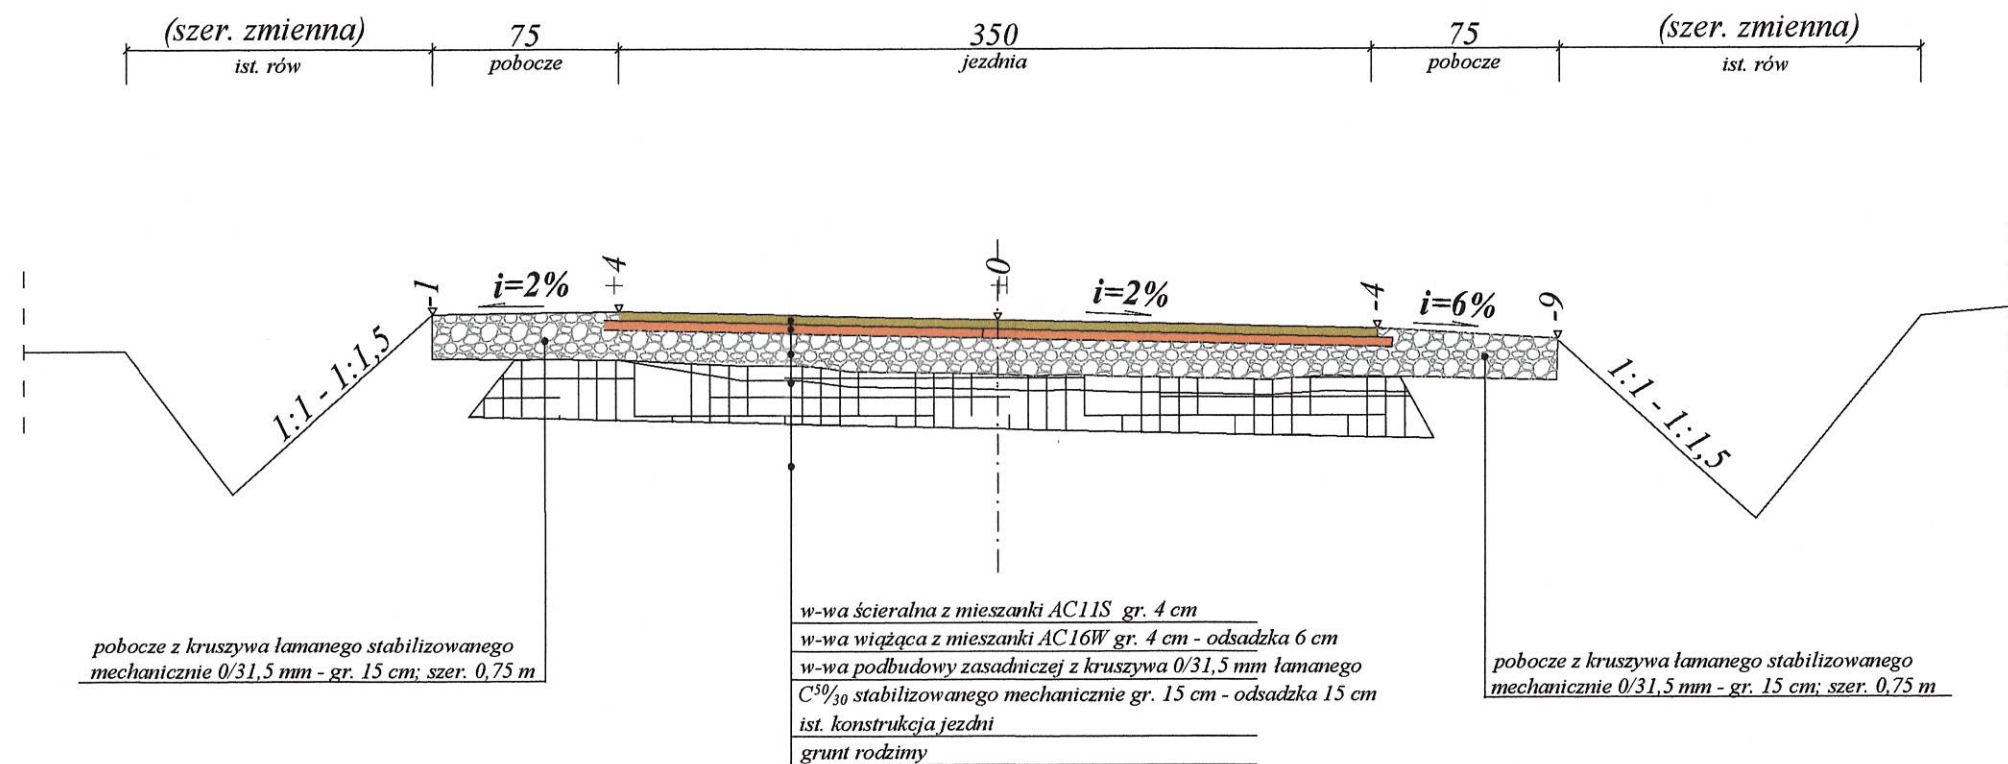 (szer. zmienna) 75 350 75 (szer. zmienna)
ist. rów pobocze jezdnia pobocze ist. rów
-1 i=2% +4 ±0 i=2% -4 i=6% -9
1:1 - 1:1,5
1:1 - 1:1,5
pobocze z kruszywa łamanego stabilizowanego
mechanicznie 0/31,5 mm - gr. 15 cm; szer. 0,75 m
w-wa ścieralna z mieszanki AC11S gr. 4 cm
w-wa wiążąca z mieszanki AC16W gr. 4 cm - odsadzka 6 cm
w-wa podbudowy zasadniczej z kruszywa 0/31,5 mm łamanego
C50/30 stabilizowanego mechanicznie gr. 15 cm - odsadzka 15 cm
ist. konstrukcja jezdni
grunt rodzimy
pobocze z kruszywa łamanego stabilizowanego
mechanicznie 0/31,5 mm - gr. 15 cm; szer. 0,75 m